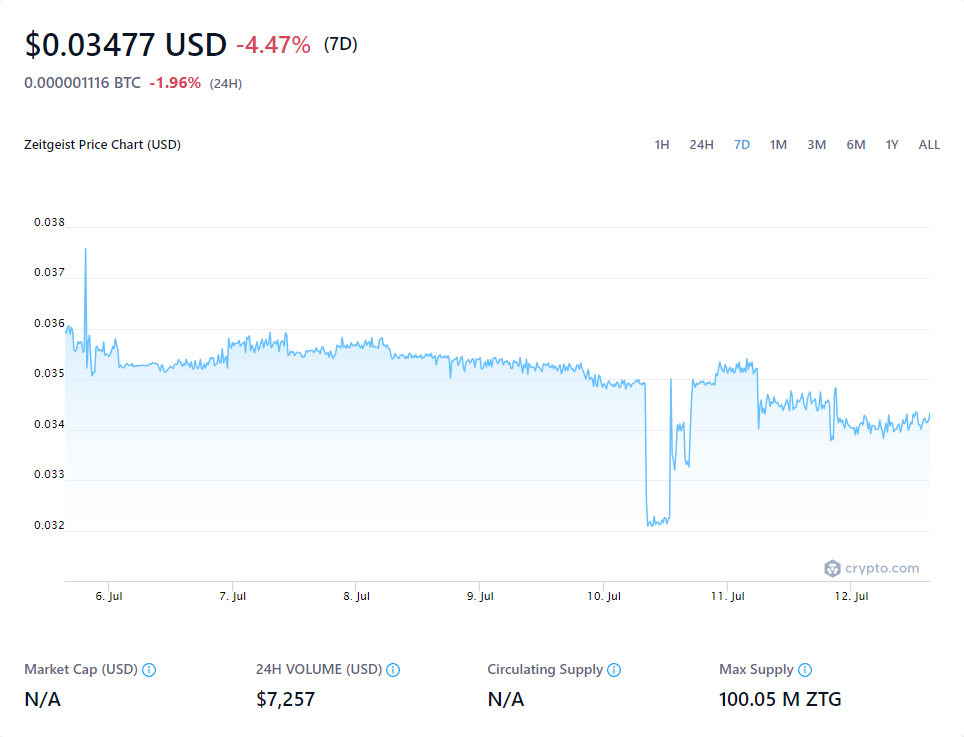 $0.03477 USD -4.47% (7D)
0.000001116 BTC -1.96% (24H)
Zeitgeist Price Chart (USD) 1H 24H 7D 1M 3M 6M 1Y ALL
0.038
0.037
0.036
0.035
0.034
0.033
0.032
crypto.com
6. Jul 7. Jul 8. Jul 9. Jul 10. Jul 11. Jul 12. Jul
Market Cap (USD) 24H VOLUME (USD) Circulating Supply Max Supply
N/A $7,257 N/A 100.05 M ZTG